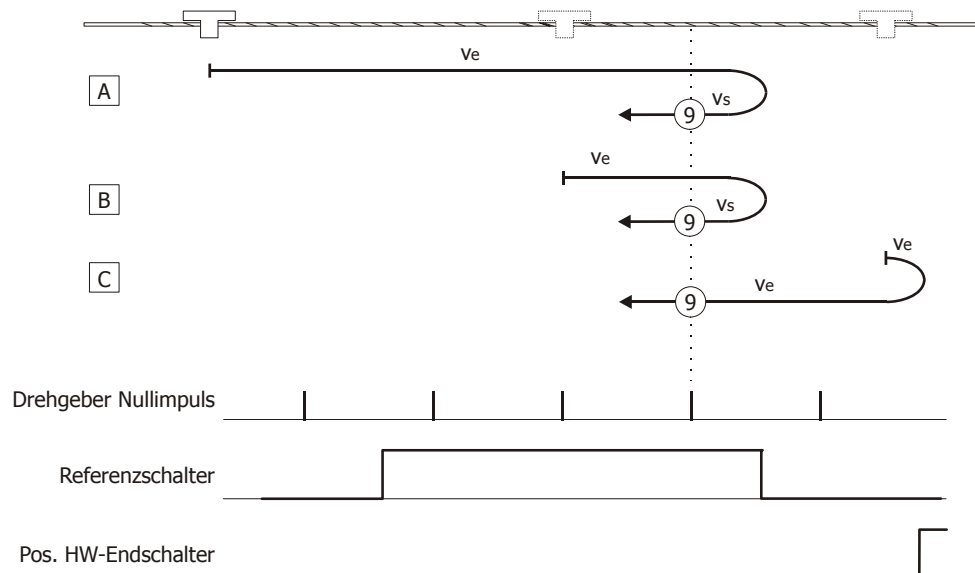 Ve
A
Vs
9
Ve
B
Vs
9
Ve
C
Ve
9
Drehgeber Nullimpuls
Referenzschalter
Pos. HW-Endschalter